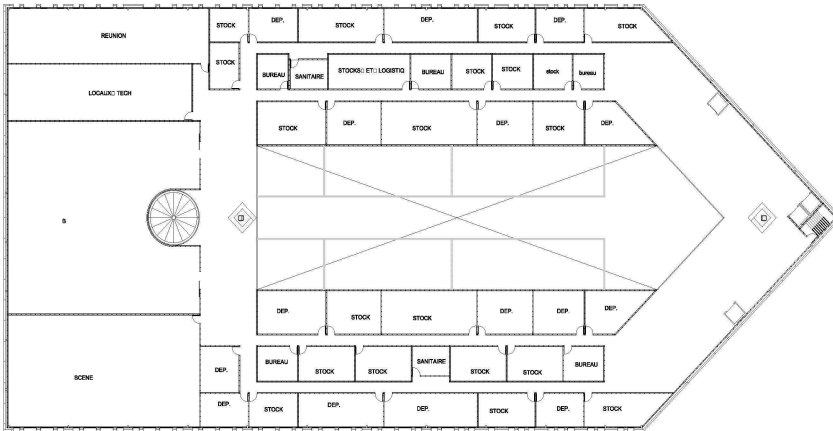 REUNION
STOCK
DEP.
STOCK
DEP.
STOCK
DEP.
STOCK
STOCK
BUREAU
SANITAIRE
STOCKS□ ET□ LOGISTIQ
BUREAU
STOCK
STOCK
stock
bureau
LOCAUX□ TECH
STOCK
DEP.
STOCK
DEP.
STOCK
DEP.
DEP.
STOCK
STOCK
DEP.
DEP.
DEP.
SCENE
DEP.
BUREAU
STOCK
STOCK
SANITAIRE
STOCK
STOCK
BUREAU
DEP.
STOCK
DEP.
DEP.
STOCK
DEP.
STOCK